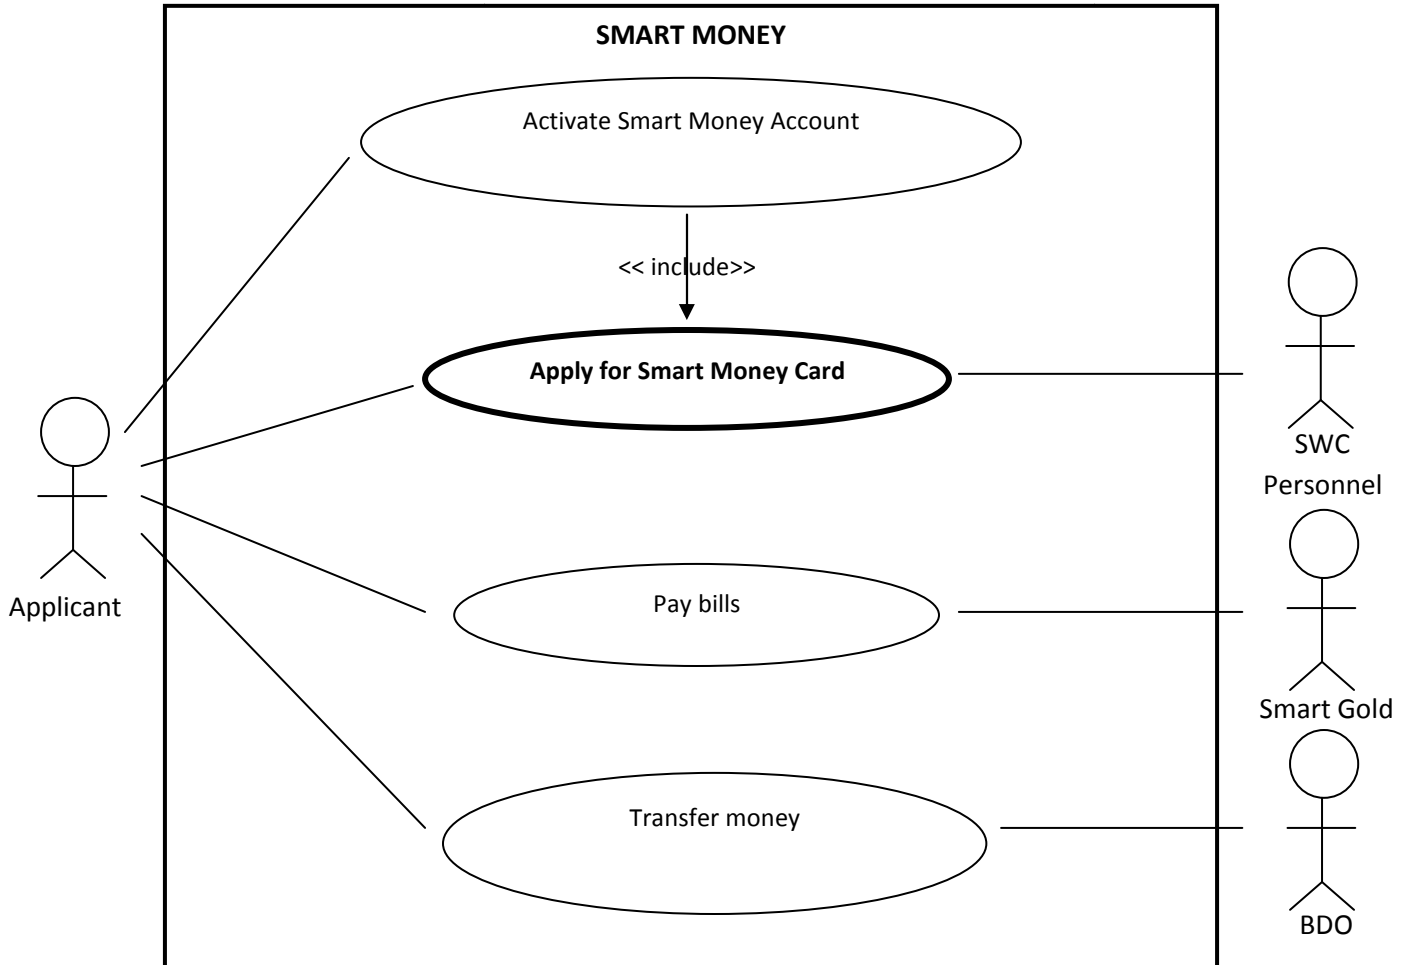 SMART MONEY
Activate Smart Money Account
<< include>>
Apply for Smart Money Card
SWC
Personnel
Applicant
Pay bills
Smart Gold
Transfer money
BDO